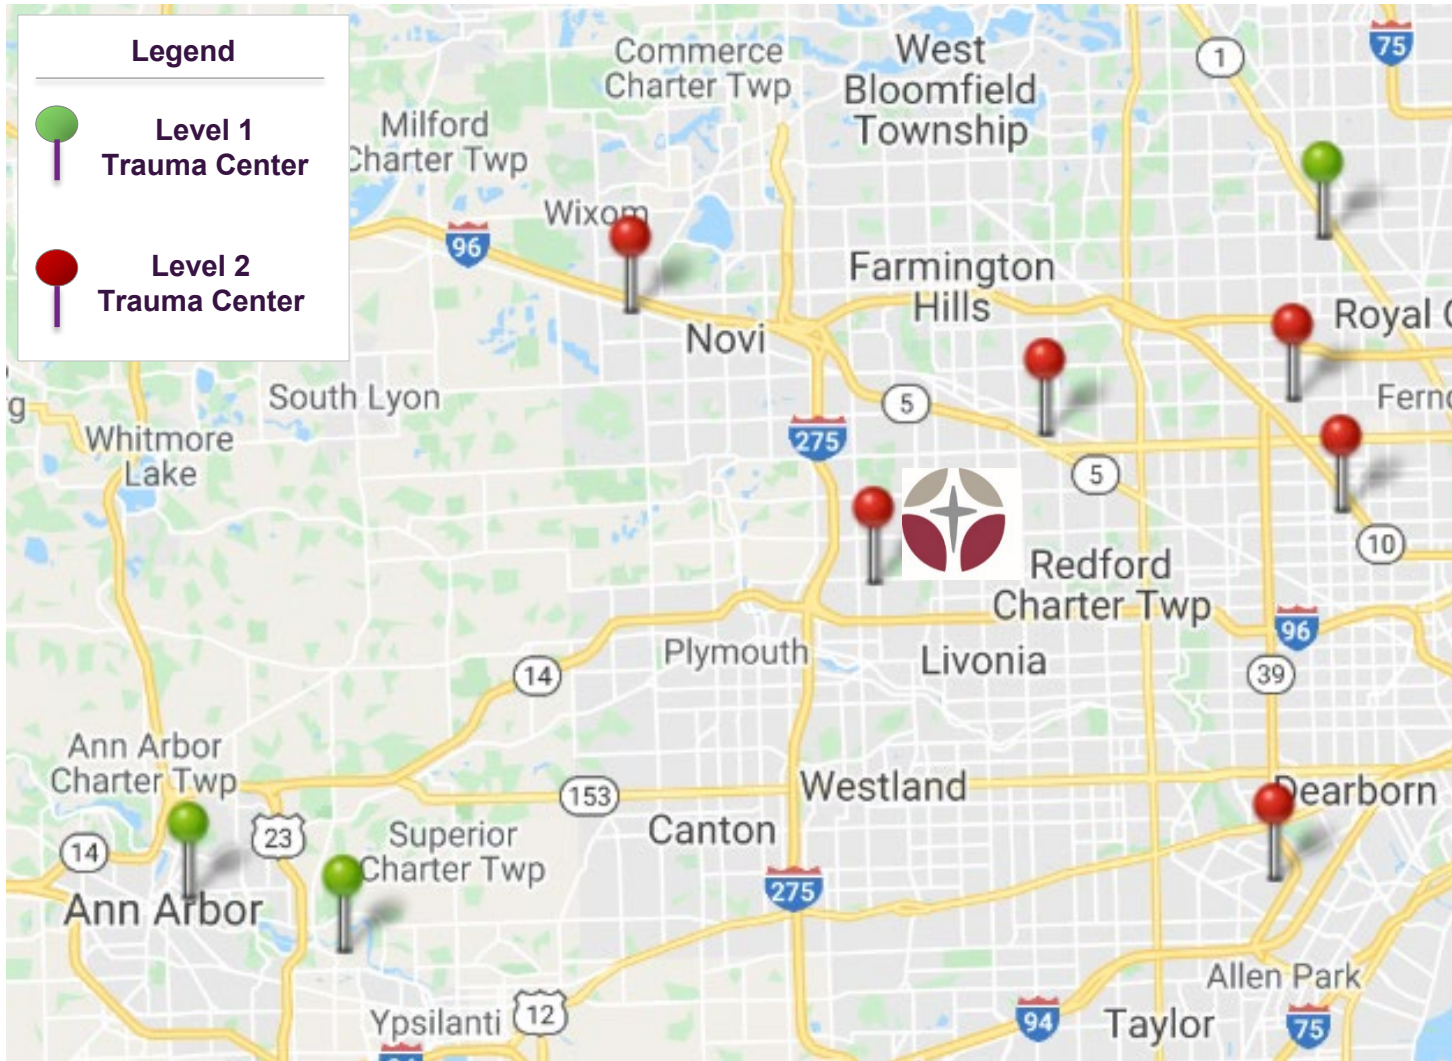 Legend
Level 1
Trauma Center
Level 2
Trauma Center
Commerce
Charter Twp
West
Bloomfield
Township
75
1
Milford
Charter Twp
Wixom
96
Farmington
Hills
Novi
Royal
South Lyon
5
Whitmore
Lake
275
5
10
Redford
Charter Twp
96
Plymouth
Livonia
14
39
Ann Arbor
Charter Twp
153
Westland
Dearborn
Canton
23
Superior
Charter Twp
14
275
Ann Arbor
Allen Park
Ypsilanti
12
94
Taylor
75